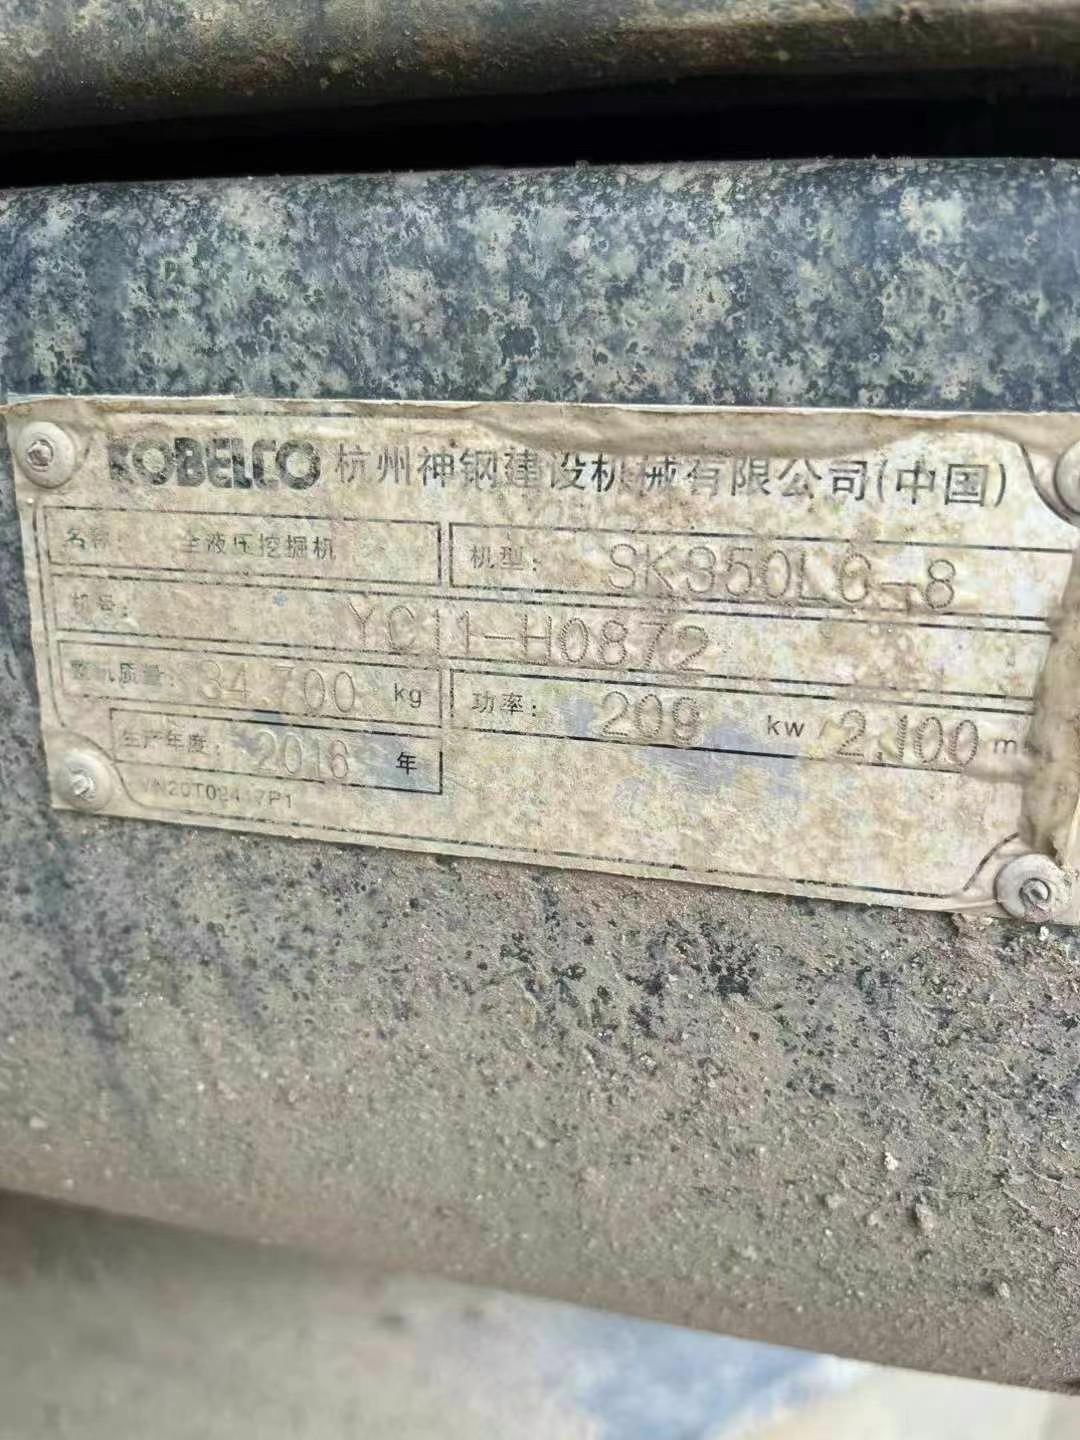 KOBELCO 杭州神钢建设机械有限公司(中国)
名称: 全液压挖掘机 机型: SK350LC-8
机号: YC11-H0872
整机质量: 34,700 kg 功率: 209 kw / 2,100 m
生产年度: 2016 年